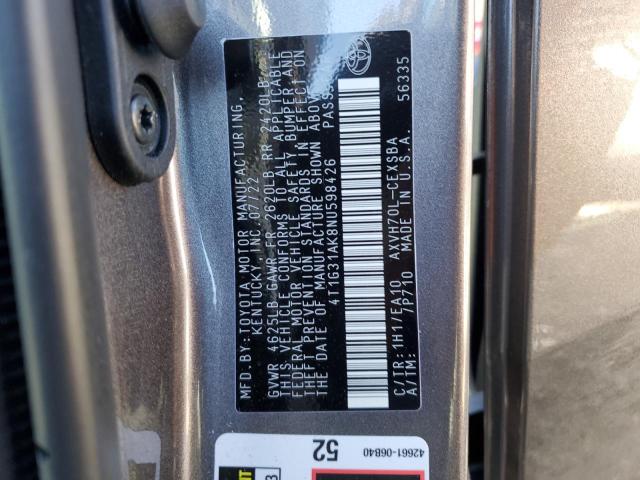 MFD. BY: TOYOTA MOTOR MANUFACTURING,
KENTUCKY, INC. 07/22
GVWR 4625LB GAWR FR 2620LB RR 2420LB
THIS VEHICLE CONFORMS TO ALL APPLICABLE
FEDERAL MOTOR VEHICLE SAFETY, BUMPER AND
THEFT PREVENTION STANDARDS IN EFFECT ON
THE DATE OF MANUFACTURE SHOWN ABOVE.
4T1G31AK8NU598426 PASS.
C/TR: 1H1/EA10 AXVH70L-CEXSBA
A/TM: 7P710 MADE IN U.S.A. 56335
52
42661-06B40